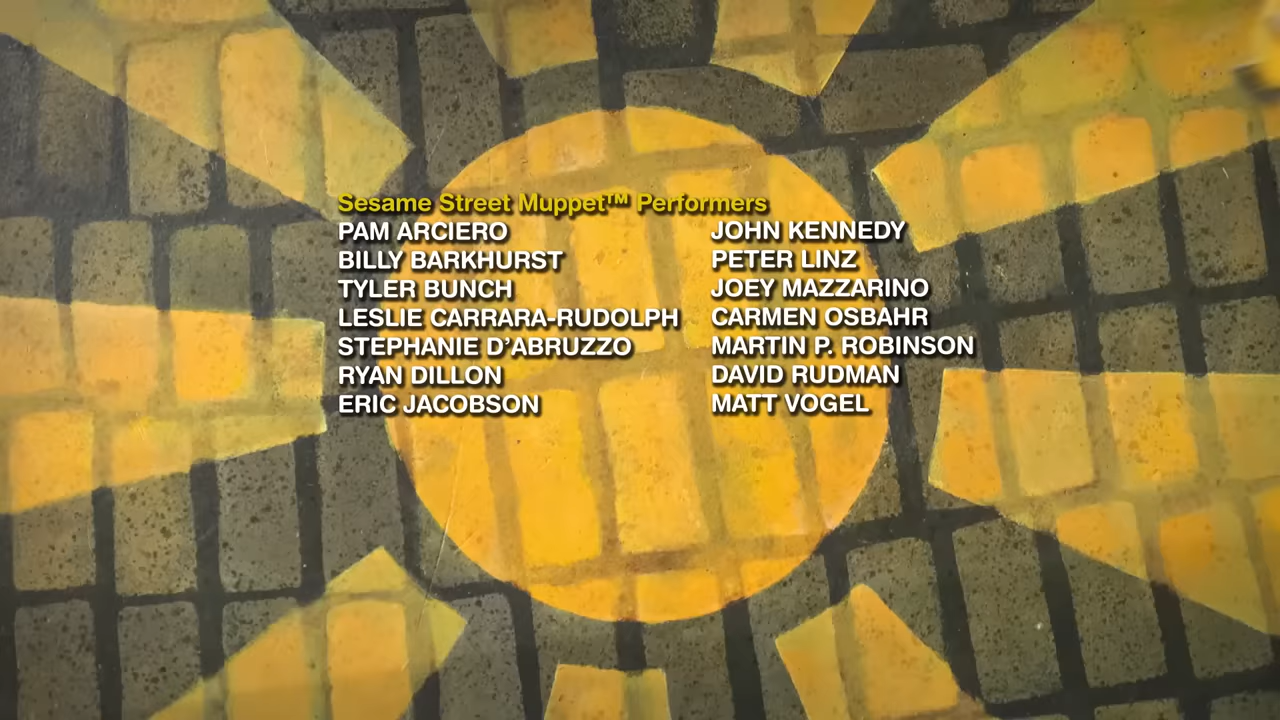 Sesame Street Muppet™ Performers
PAM ARCIERO
BILLY BARKHURST
TYLER BUNCH
LESLIE CARRARA-RUDOLPH
STEPHANIE D'ABRUZZO
RYAN DILLON
ERIC JACOBSON
JOHN KENNEDY
PETER LINZ
JOEY MAZZARINO
CARMEN OSBAHR
MARTIN P. ROBINSON
DAVID RUDMAN
MATT VOGEL